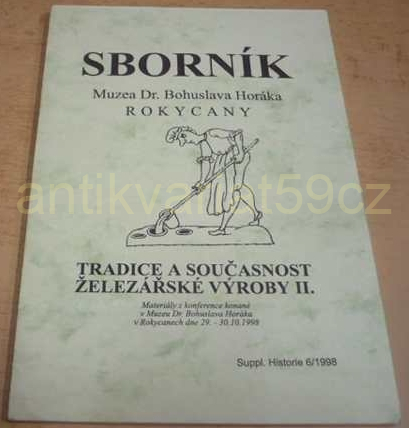 SBORNÍK
Muzea Dr. Bohuslava Horáka
ROKYCANY
antikvariat59cz
TRADICE A SOUČASNOST
ŽELEZÁŘSKÉ VÝROBY II.
Materiály z konference konané
v Muzeu Dr. Bohuslava Horáka
v Rokycanech dne 29. - 30.10.1998
Suppl. Historie 6/1998